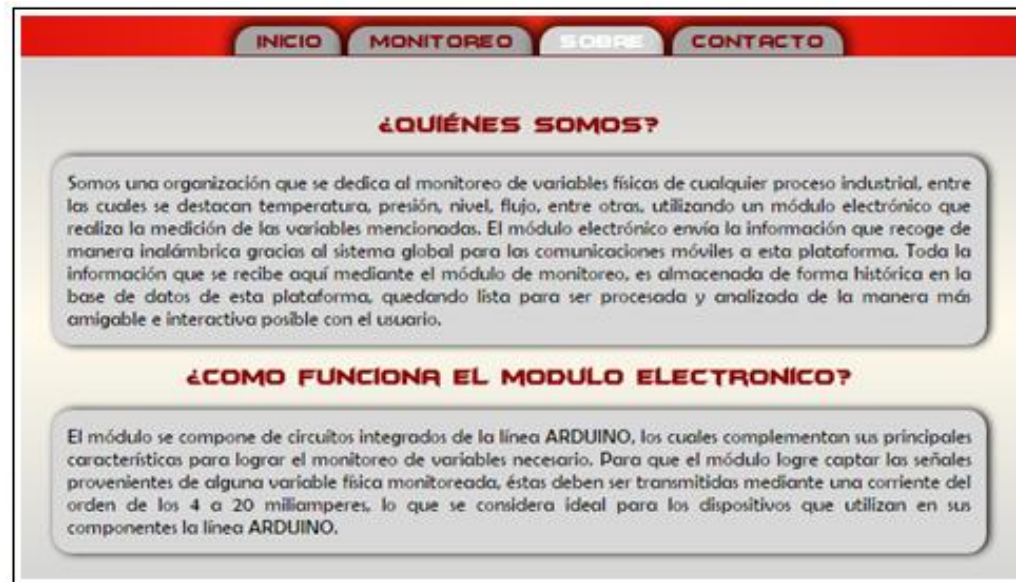 INICIO MONITOREO SOBRE CONTACTO
¿QUIÉNES SOMOS?
Somos una organización que se dedica al monitoreo de variables físicas de cualquier proceso industrial, entre
las cuales se destacan temperatura, presión, nivel, flujo, entre otras, utilizando un módulo electrónico que
realiza la medición de las variables mencionadas. El módulo electrónico envía la información que recoge de
manera inalámbrica gracias al sistema global para las comunicaciones móviles a esta plataforma. Toda la
información que se recibe aquí mediante el módulo de monitoreo, es almacenada de forma histórica en la
base de datos de esta plataforma, quedando lista para ser procesada y analizada de la manera más
amigable e interactiva posible con el usuario.
¿COMO FUNCIONA EL MODULO ELECTRONICO?
El módulo se compone de circuitos integrados de la línea ARDUINO, los cuales complementan sus principales
características para lograr el monitoreo de variables necesario. Para que el módulo logre captar las señales
provenientes de alguna variable física monitoreada, éstas deben ser transmitidas mediante una corriente del
orden de los 4 a 20 miliamperes, lo que se considera ideal para los dispositivos que utilizan en sus
componentes la línea ARDUINO.